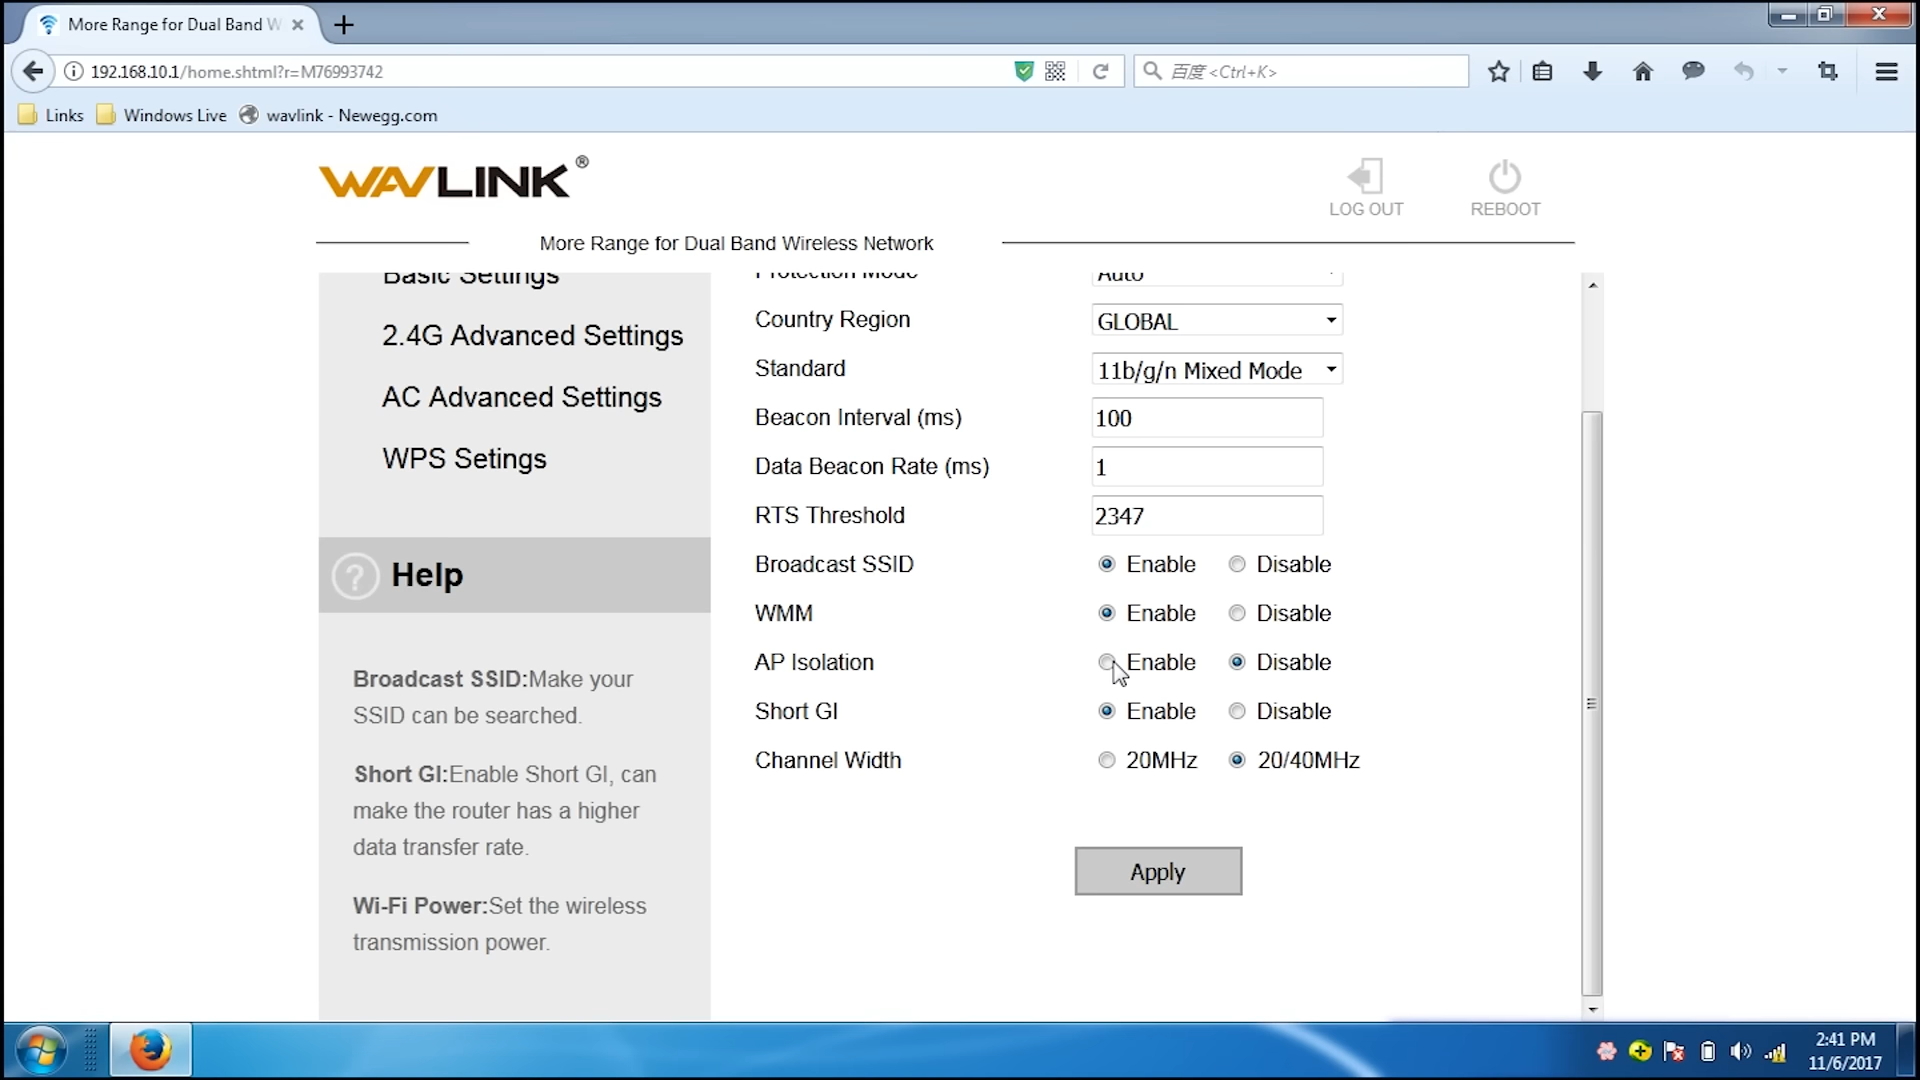 More Range for Dual Band W
192.168.10.1/home.shtml?r=M76993742
百度 <Ctrl+K>
Links
Windows Live
wavlink - Newegg.com
WAVLINK ®
LOG OUT
REBOOT
More Range for Dual Band Wireless Network
Basic Settings
2.4G Advanced Settings
AC Advanced Settings
WPS Setings
? Help
Broadcast SSID:Make your
SSID can be searched.
Short GI:Enable Short GI, can
make the router has a higher
data transfer rate.
Wi-Fi Power:Set the wireless
transmission power.
Protection Mode Auto
Country Region GLOBAL
Standard 11b/g/n Mixed Mode
Beacon Interval (ms) 100
Data Beacon Rate (ms) 1
RTS Threshold 2347
Broadcast SSID Enable Disable
WMM Enable Disable
AP Isolation Enable Disable
Short GI Enable Disable
Channel Width 20MHz 20/40MHz
Apply
2:41 PM
11/6/2017